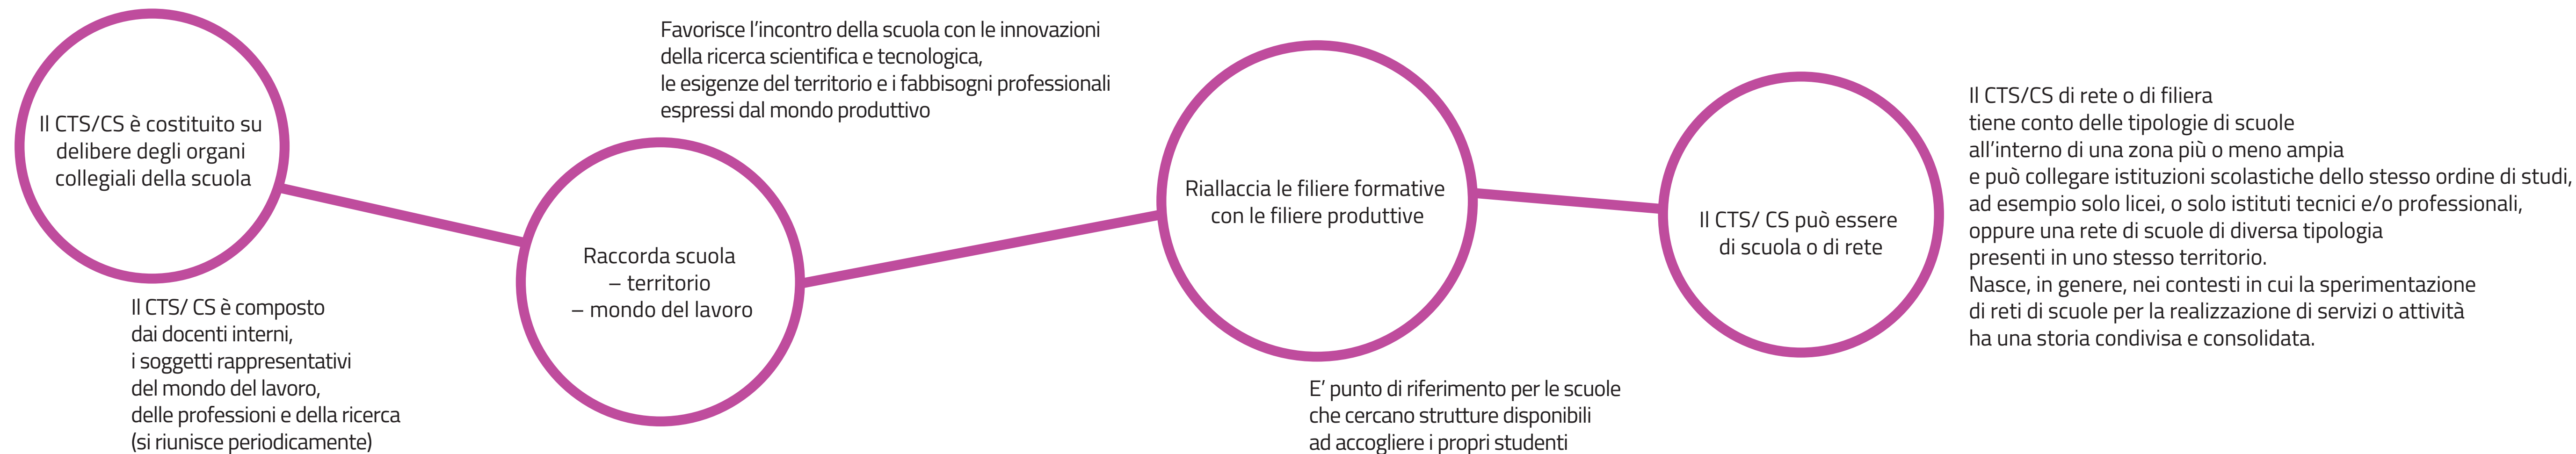 Il CTS/CS è costituito su
delibere degli organi
collegiali della scuola
Il CTS/ CS è composto
dai docenti interni,
i soggetti rappresentativi
del mondo del lavoro,
delle professioni e della ricerca
(si riunisce periodicamente)
Favorisce l’incontro della scuola con le innovazioni
della ricerca scientifica e tecnologica,
le esigenze del territorio e i fabbisogni professionali
espressi dal mondo produttivo
Raccorda scuola
– territorio
– mondo del lavoro
Riallaccia le filiere formative
con le filiere produttive
E’ punto di riferimento per le scuole
che cercano strutture disponibili
ad accogliere i propri studenti
Il CTS/ CS può essere
di scuola o di rete
Il CTS/CS di rete o di filiera
tiene conto delle tipologie di scuole
all’interno di una zona più o meno ampia
e può collegare istituzioni scolastiche dello stesso ordine di studi,
ad esempio solo licei, o solo istituti tecnici e/o professionali,
oppure una rete di scuole di diversa tipologia
presenti in uno stesso territorio.
Nasce, in genere, nei contesti in cui la sperimentazione
di reti di scuole per la realizzazione di servizi o attività
ha una storia condivisa e consolidata.